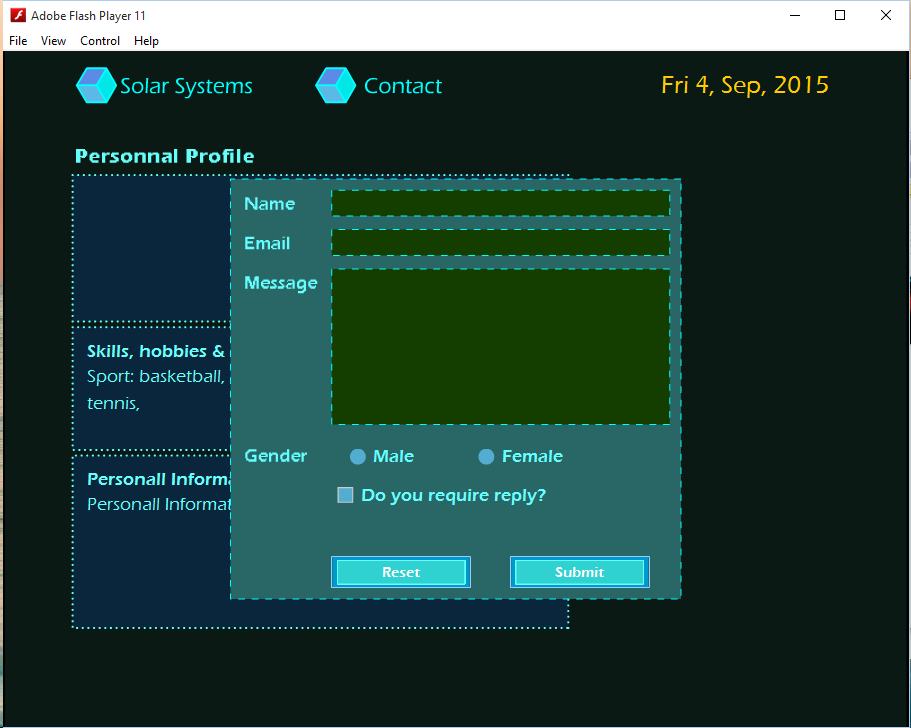 Adobe Flash Player 11
File View Control Help
Solar Systems Contact Fri 4, Sep, 2015
Personnal Profile
Name
Email
Message
Skills, hobbies &
Sport: basketball,
tennis,
Gender Male Female
Personall Informa
Personall Informat
Do you require reply?
Reset Submit